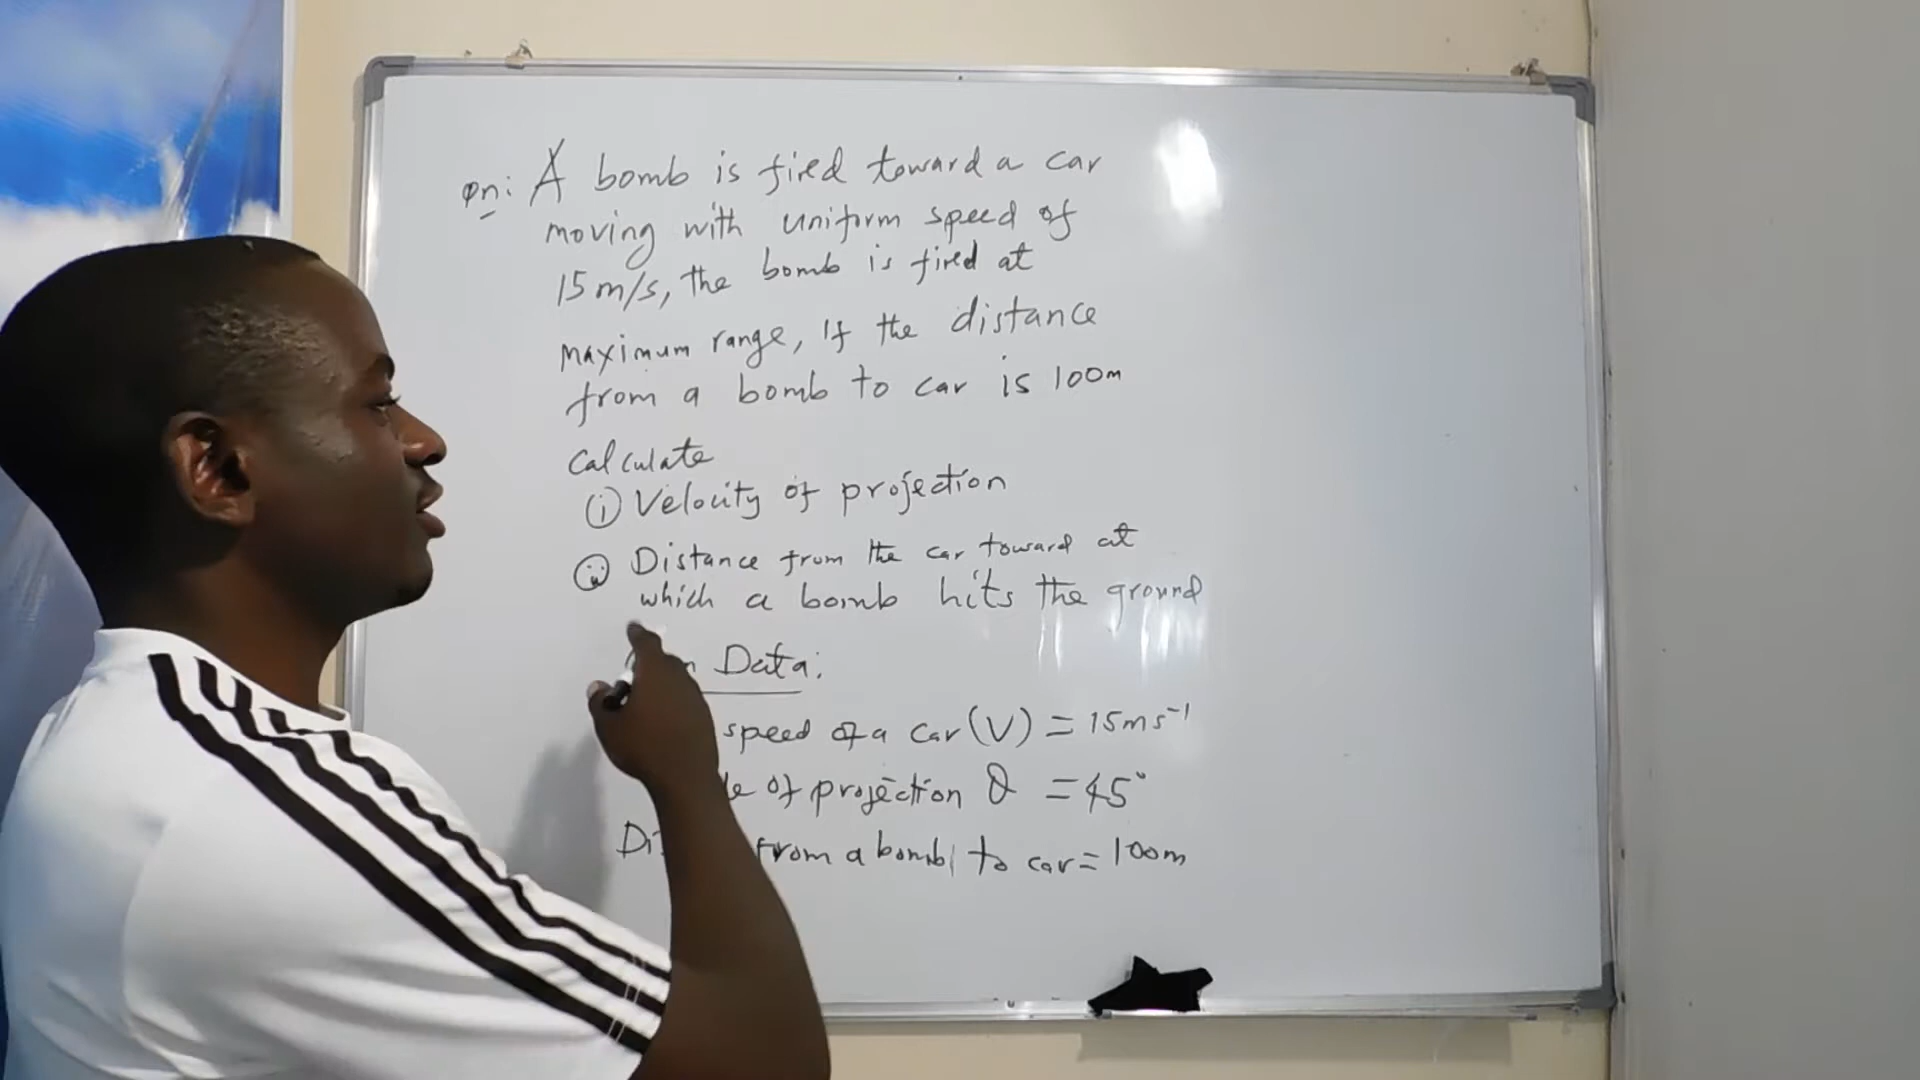 Qn: A bomb is fired toward a car
moving with uniform speed of
15m/s, the bomb is fired at
maximum range, If the distance
from a bomb to car is 100m
Calculate
(i) Velocity of projection
(ii) Distance from the car toward at
which a bomb hits the ground
Data:
speed of a car (V) = 15ms⁻¹
of projection θ = 45°
from a bomb to car = 100m